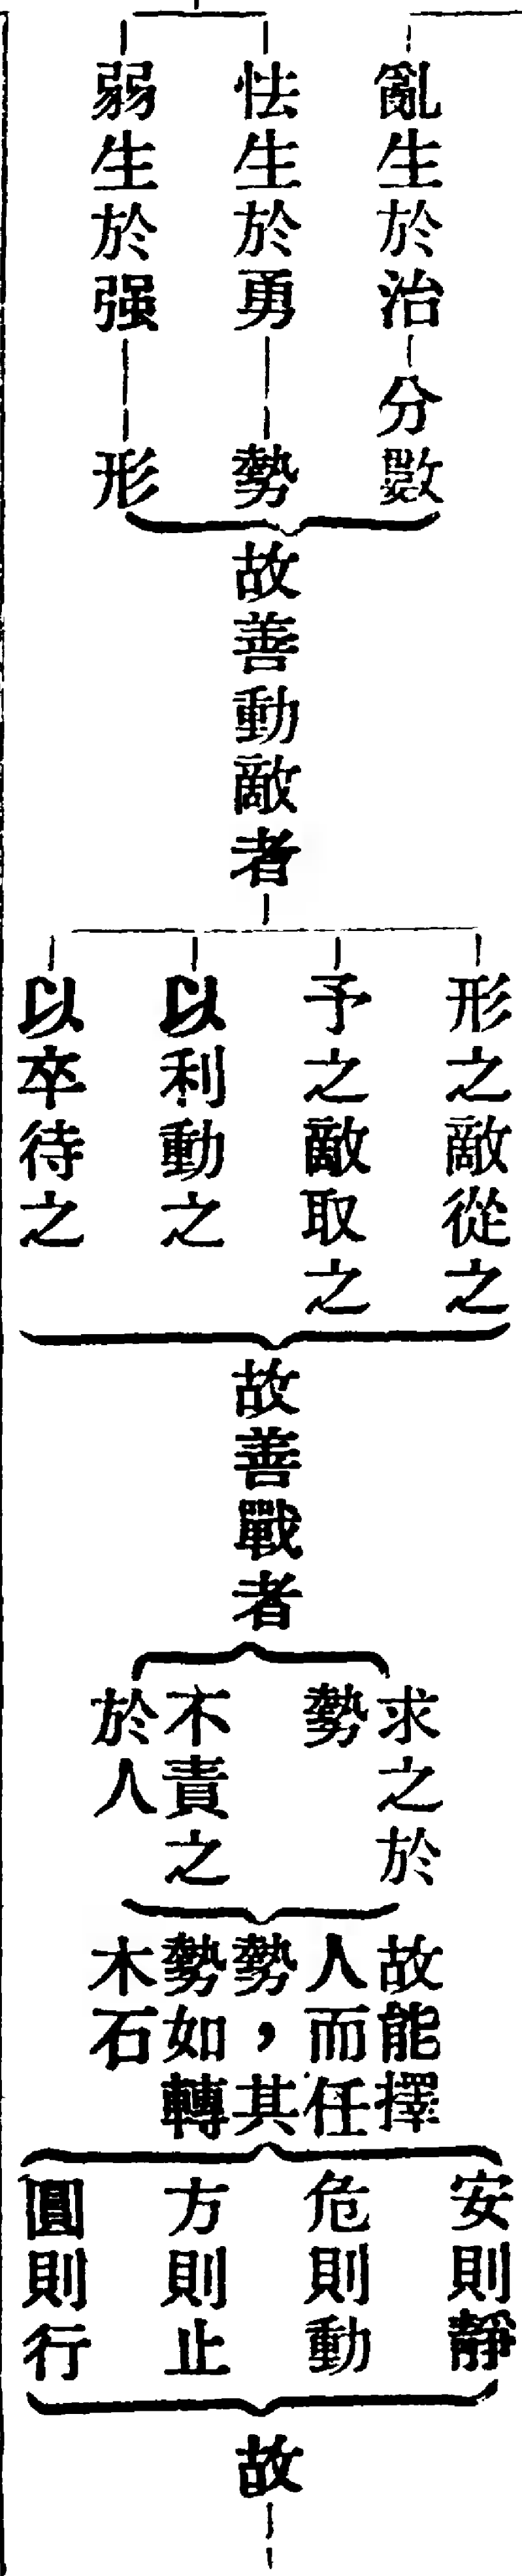 亂生於治
分數
怯生於勇
勢
弱生於强
形
故善動敵者
形之敵從之
予之敵取之
以利動之
以卒待之
故善戰者
求之於
勢
不責之
於人
故能擇
人而任
勢，其
勢如轉
木石
安則靜
危則動
方則止
圓則行
故